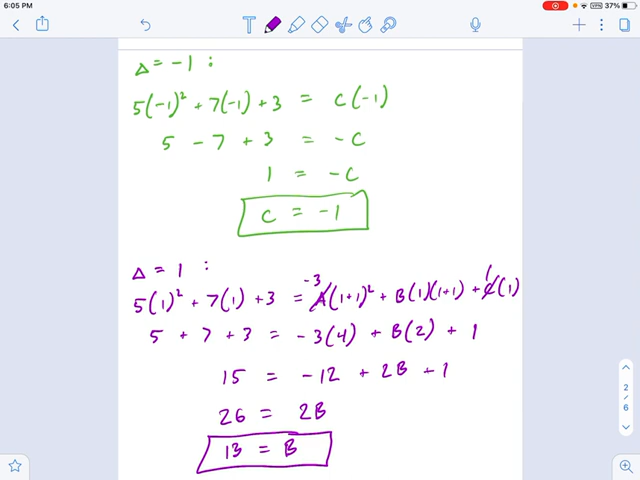 6:05 PM
37%
Δ = -1 :
5(-1)² + 7(-1) + 3 = C(-1)
5 - 7 + 3 = -C
1 = -C
C = -1
Δ = 1 :
-3 1
5(1)² + 7(1) + 3 = A(1+1)² + B(1)(1+1) + C(1)
5 + 7 + 3 = -3(4) + B(2) + 1
15 = -12 + 2B + 1
26 = 2B
13 = B
2
/
6